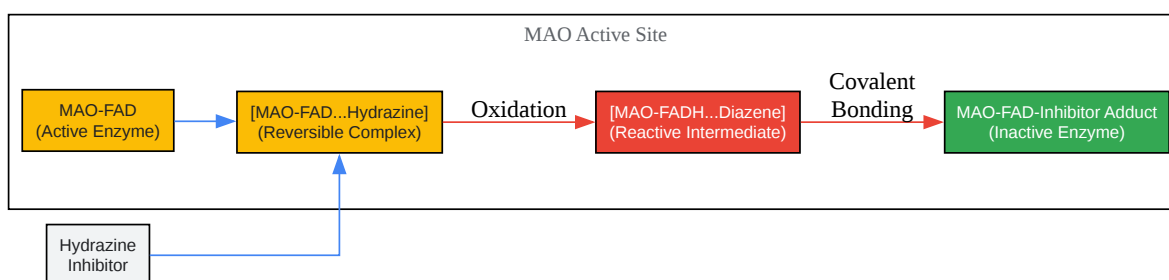 MAO Active Site
MAO-FAD
(Active Enzyme)
[MAO-FAD...Hydrazine]
(Reversible Complex)
Oxidation
[MAO-FADH...Diazene]
(Reactive Intermediate)
Covalent
Bonding
MAO-FAD-Inhibitor Adduct
(Inactive Enzyme)
Hydrazine
Inhibitor